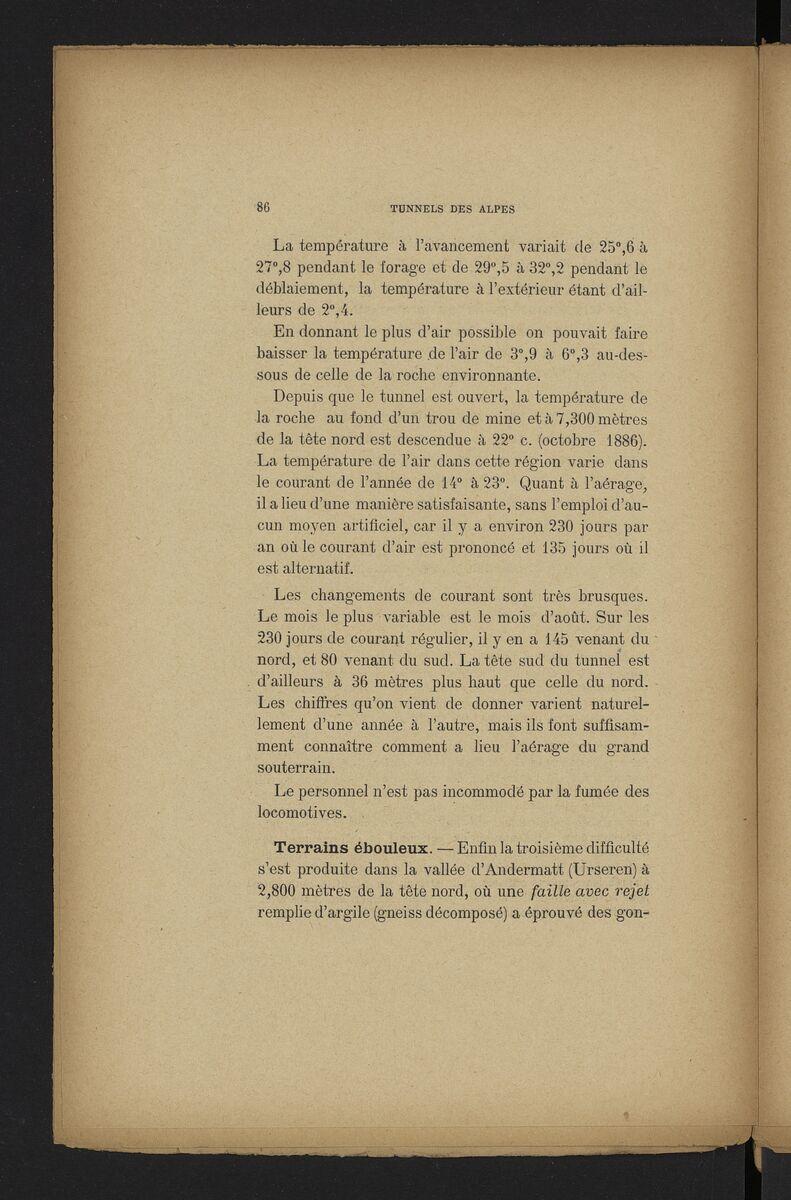 86 TUNNELS DES ALPES
La température à l'avancement variait de 25°,6 à
27°,8 pendant le forage et de 29°,5 à 32°,2 pendant le
déblaiement, la température à l'extérieur étant d'ail-
leurs de 2°,4.
En donnant le plus d'air possible on pouvait faire
baisser la température de l'air de 3°,9 à 6°,3 au-des-
sous de celle de la roche environnante.
Depuis que le tunnel est ouvert, la température de
la roche au fond d'un trou de mine et à 7,300 mètres
de la tête nord est descendue à 22° c. (octobre 1886).
La température de l'air dans cette région varie dans
le courant de l'année de 14° à 23°. Quant à l'aérage,
il a lieu d'une manière satisfaisante, sans l'emploi d'au-
cun moyen artificiel, car il y a environ 230 jours par
an où le courant d'air est prononcé et 135 jours où il
est alternatif.
Les changements de courant sont très brusques.
Le mois le plus variable est le mois d'août. Sur les
230 jours de courant régulier, il y en a 145 venant du
nord, et 80 venant du sud. La tête sud du tunnel est
d'ailleurs à 36 mètres plus haut que celle du nord.
Les chiffres qu'on vient de donner varient naturel-
lement d'une année à l'autre, mais ils font suffisam-
ment connaître comment a lieu l'aérage du grand
souterrain.
Le personnel n'est pas incommodé par la fumée des
locomotives.
Terrains ébouleux. — Enfin la troisième difficulté
s'est produite dans la vallée d'Andermatt (Urseren) à
2,800 mètres de la tête nord, où une faille avec rejet
remplie d'argile (gneiss décomposé) a éprouvé des gon-